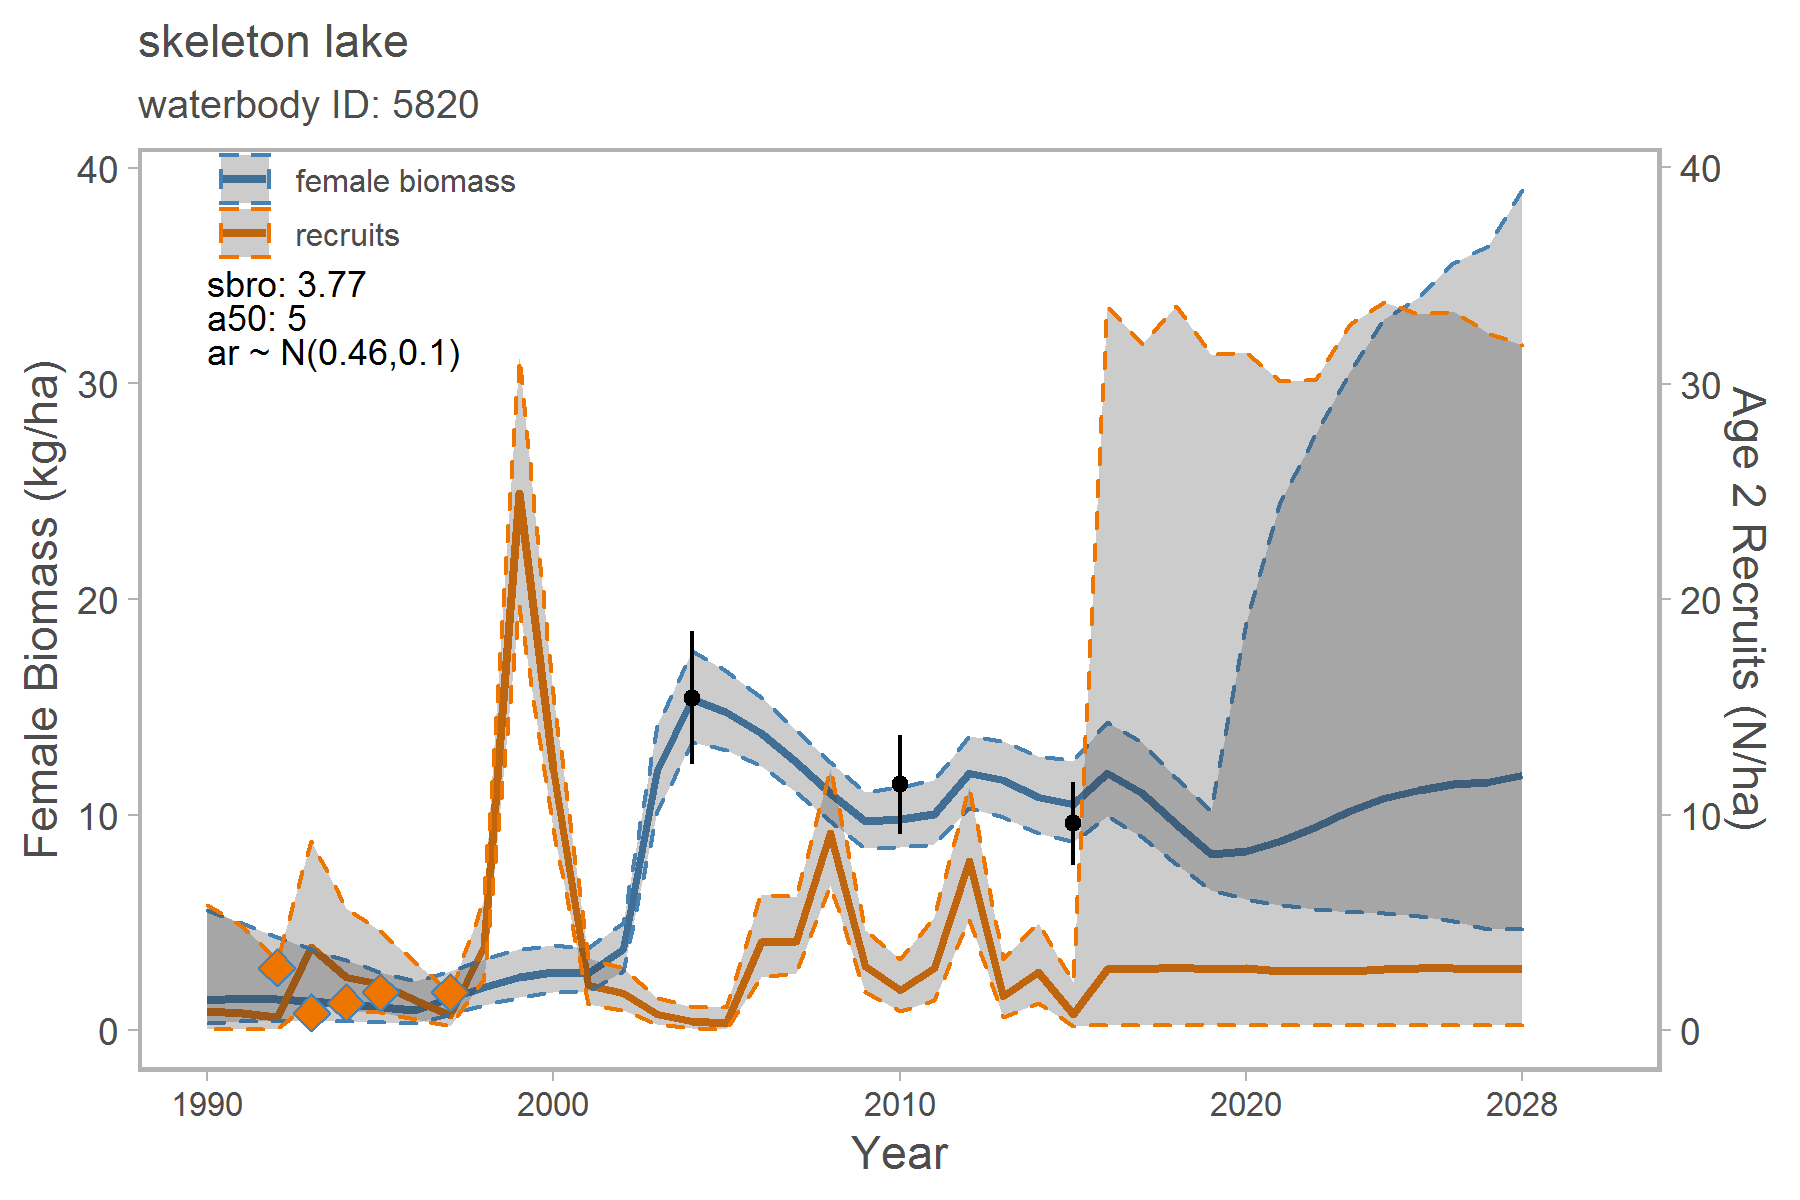 skeleton lake
waterbody ID: 5820
female biomass
recruits
sbro: 3.77
a50: 5
ar ~ N(0.46,0.1)
Female Biomass (kg/ha)
40
30
20
10
0
40
30
20
10
0
Age 2 Recruits (N/ha)
1990
2000
2010
2020
2028
Year